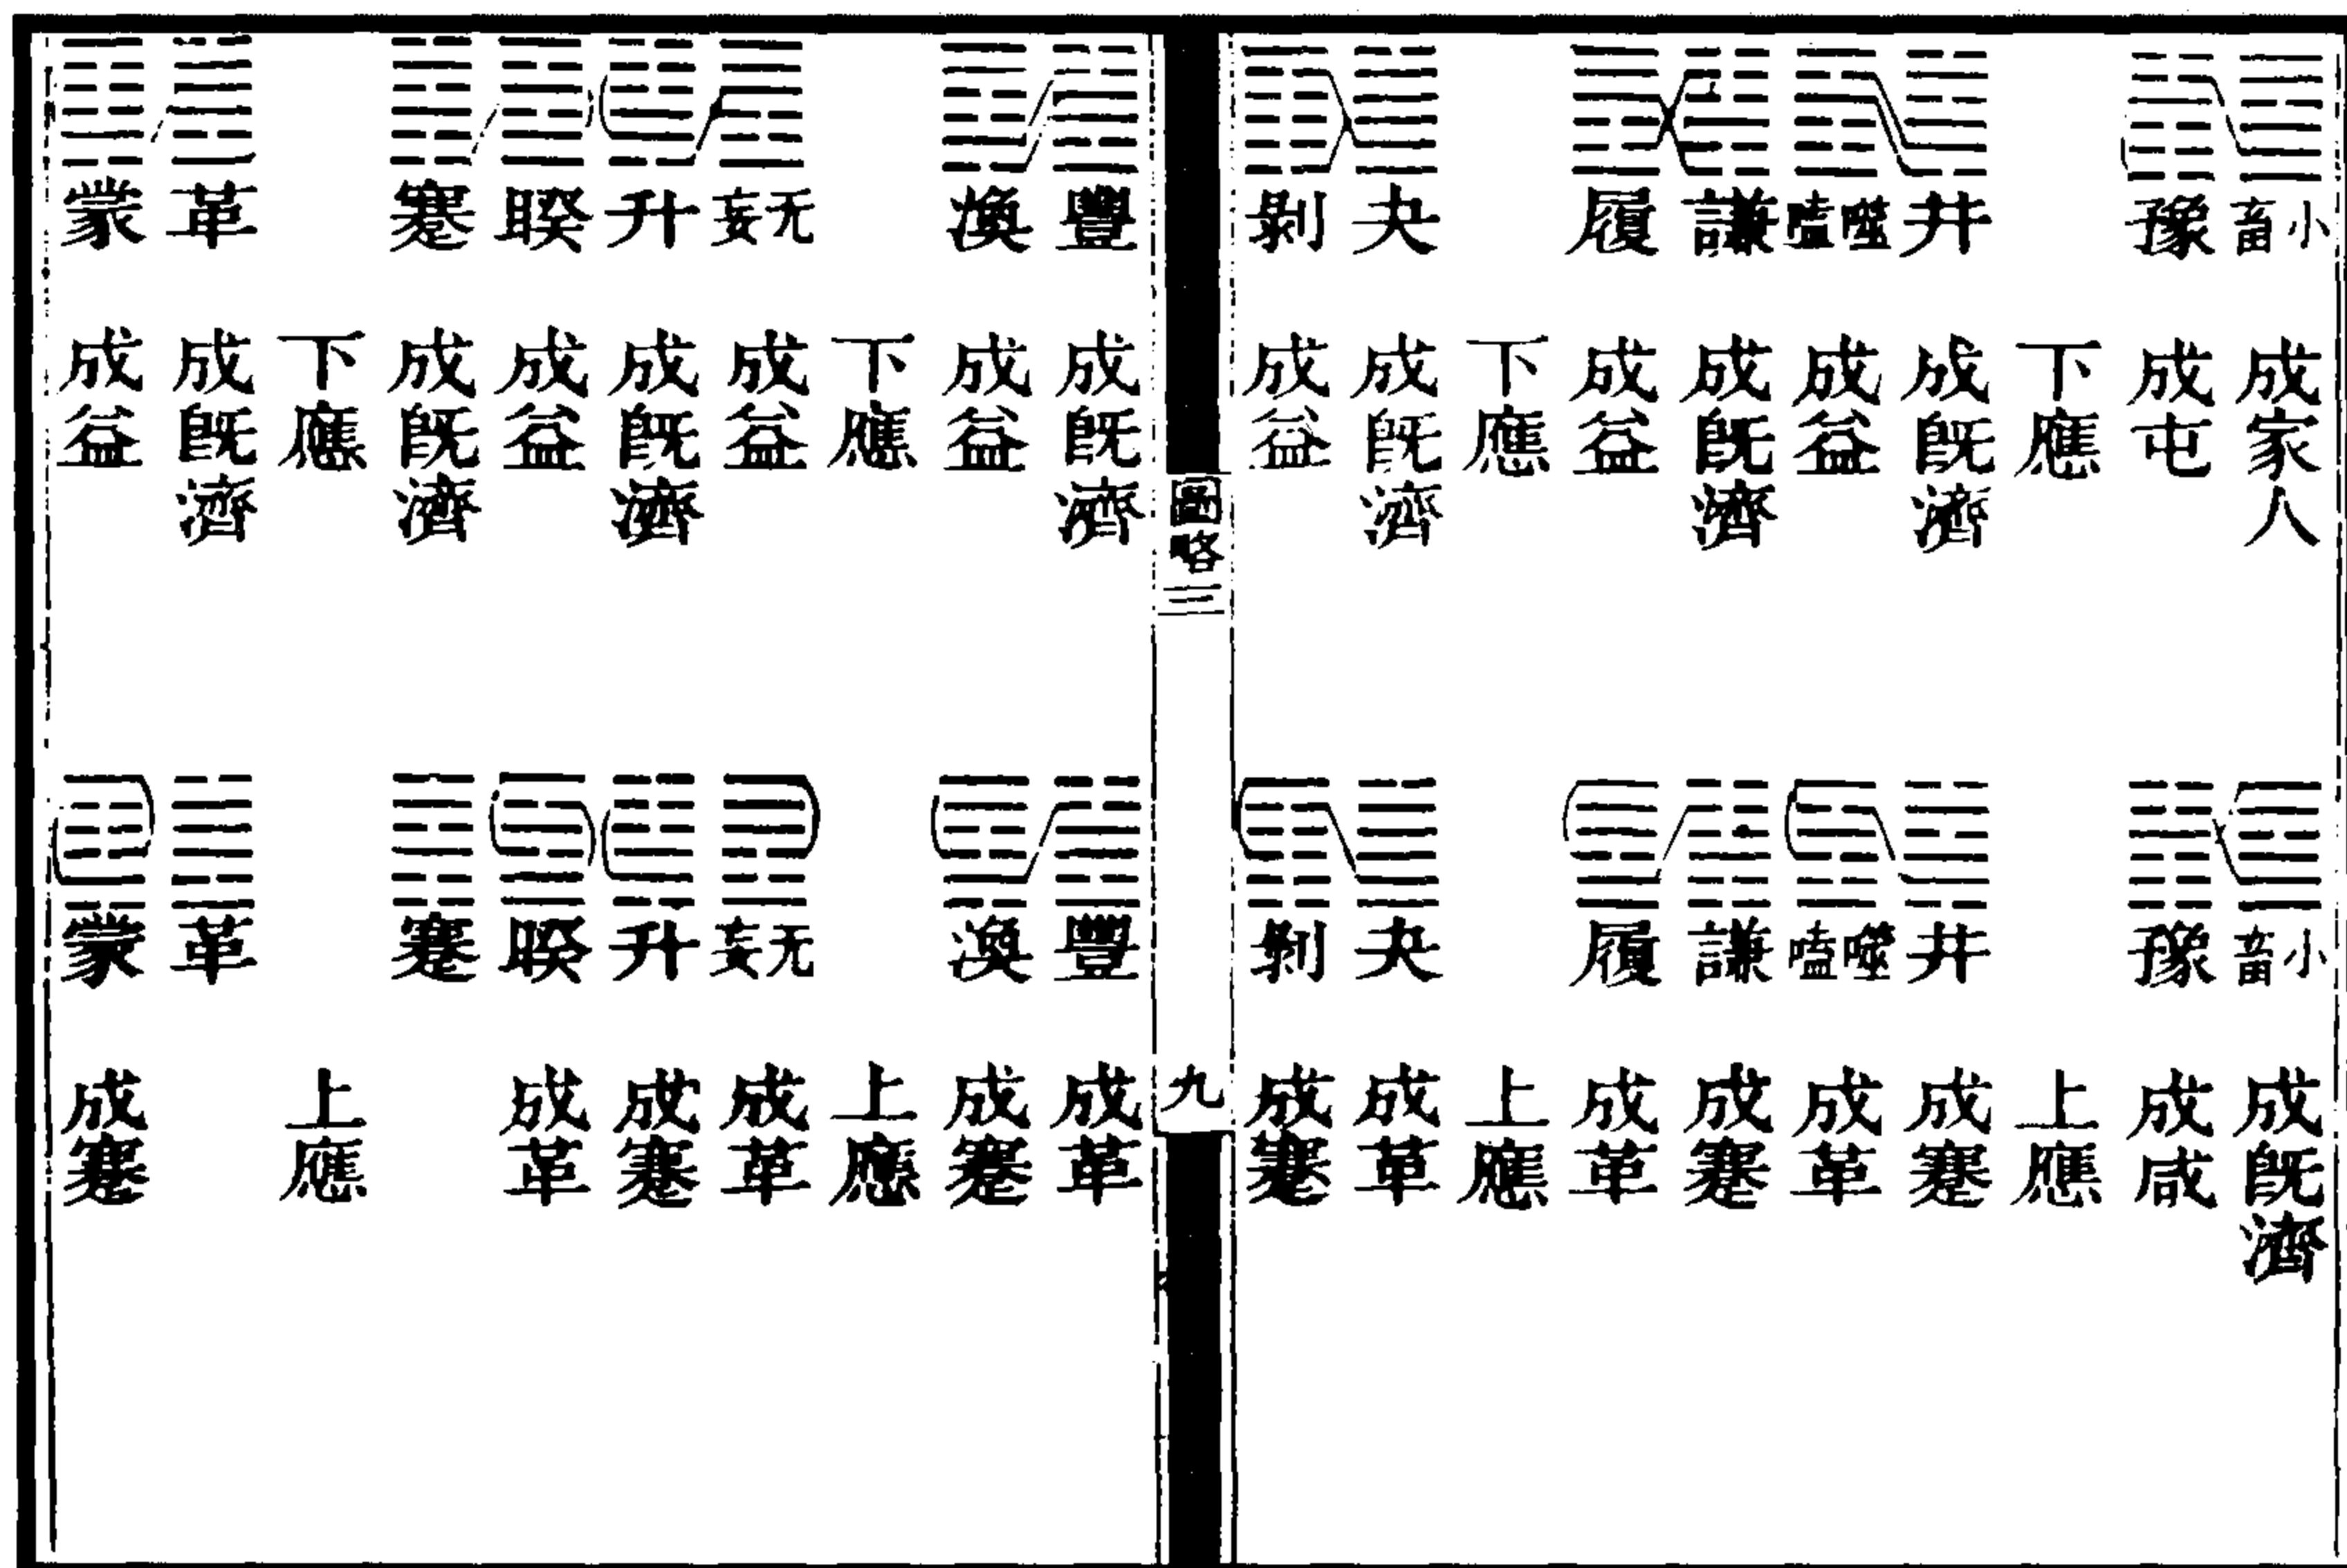 小畜 成家人 小畜 成既濟
豫 成屯 豫 成咸
下應 上應
井 成既濟 井 成蹇
噬嗑 成益 噬嗑 成革
謙 成既濟 謙 成蹇
履 成益 履 成革
下應 上應
夬 成既濟 夬 成革
剝 成益 剝 成蹇
圖略三 九
豐 成既濟 豐 成革
渙 成益 渙 成蹇
下應 上應
无妄 成益 无妄 成革
升 成既濟 升 成蹇
睽 成益 睽 成革
蹇 成既濟 蹇
下應 上應
革 成既濟 革
蒙 成益 蒙 成蹇